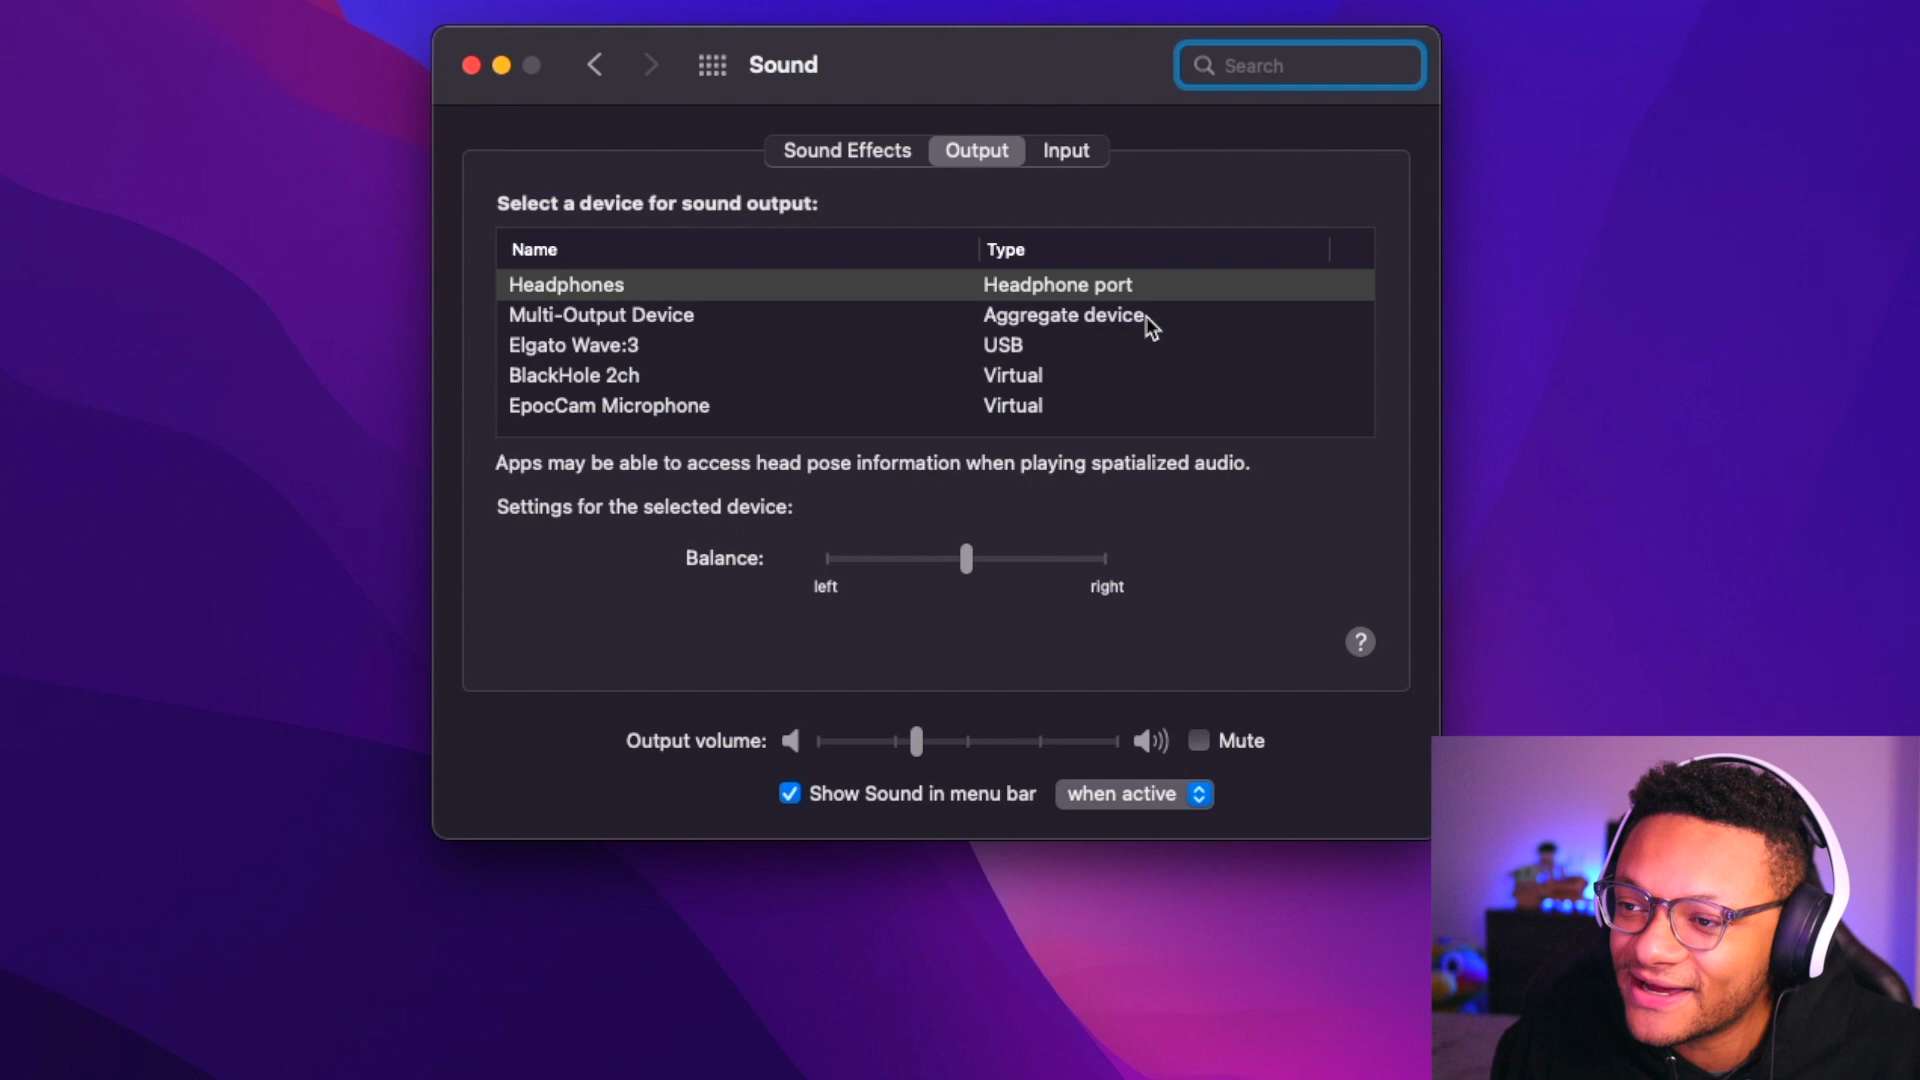 Sound
Search
Sound Effects Output Input
Select a device for sound output:
Name Type
Headphones Headphone port
Multi-Output Device Aggregate device
Elgato Wave:3 USB
BlackHole 2ch Virtual
EpocCam Microphone Virtual
Apps may be able to access head pose information when playing spatialized audio.
Settings for the selected device:
Balance:
left right
?
Output volume: Mute
Show Sound in menu bar when active